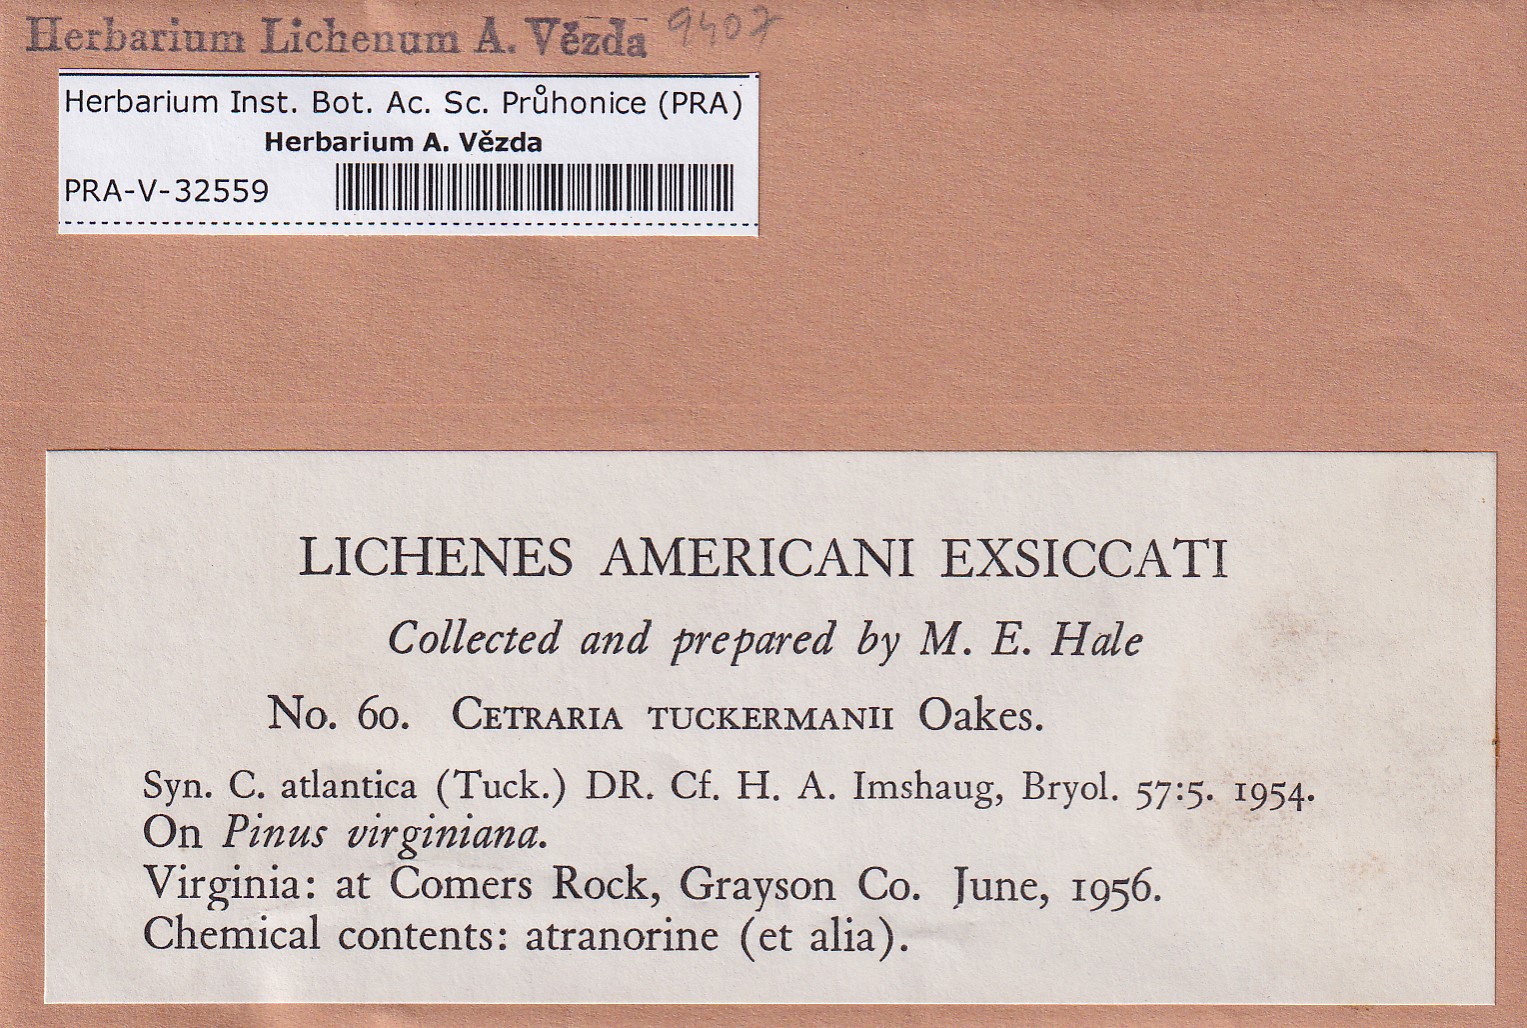 Herbarium Lichenum A. Vězda 9407
Herbarium Inst. Bot. Ac. Sc. Průhonice (PRA)
Herbarium A. Vězda
PRA-V-32559
LICHENES AMERICANI EXSICCATI
Collected and prepared by M. E. Hale
No. 60. CETRARIA TUCKERMANII Oakes.
Syn. C. atlantica (Tuck.) DR. Cf. H. A. Imshaug, Bryol. 57:5. 1954.
On Pinus virginiana.
Virginia: at Comers Rock, Grayson Co. June, 1956.
Chemical contents: atranorine (et alia).